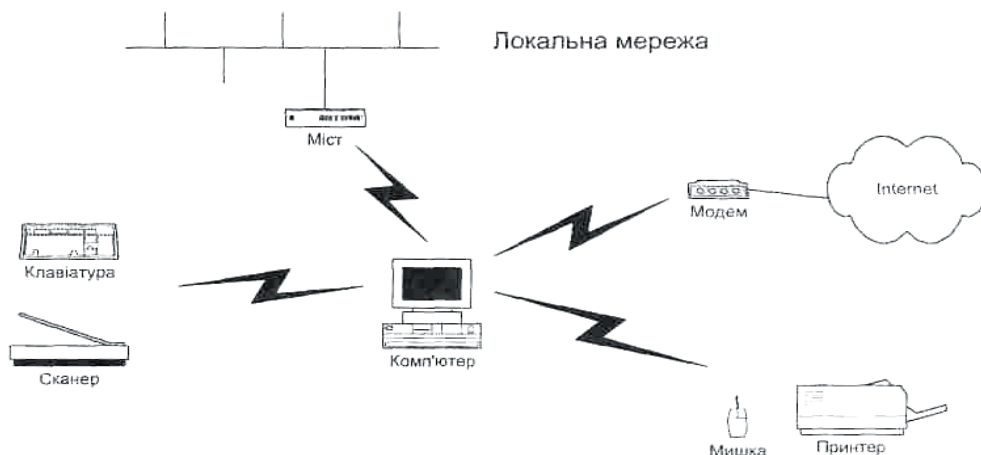 Локальна мережа
Міст
Internet
Модем
Клавіатура
Комп'ютер
Сканер
Мишка
Принтер